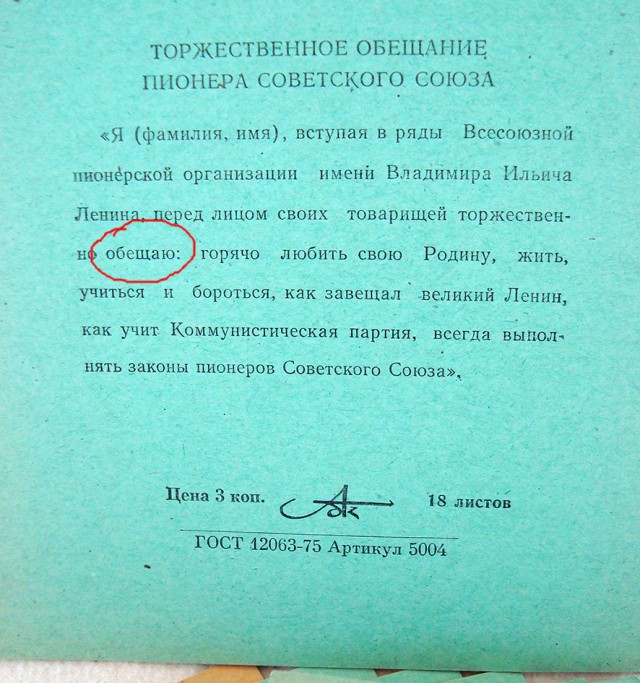 ТОРЖЕСТВЕННОЕ ОБЕЩАНИЕ
ПИОНЕРА СОВЕТСКОГО СОЮЗА
«Я (фамилия, имя), вступая в ряды Всесоюзной
пионерской организации имени Владимира Ильича
Ленина, перед лицом своих товарищей торжествен-
но обещаю: горячо любить свою Родину, жить,
учиться и бороться, как завещал великий Ленин,
как учит Коммунистическая партия, всегда выпол-
нять законы пионеров Советского Союза».
Цена 3 коп. 18 листов
ГОСТ 12063-75 Артикул 5004